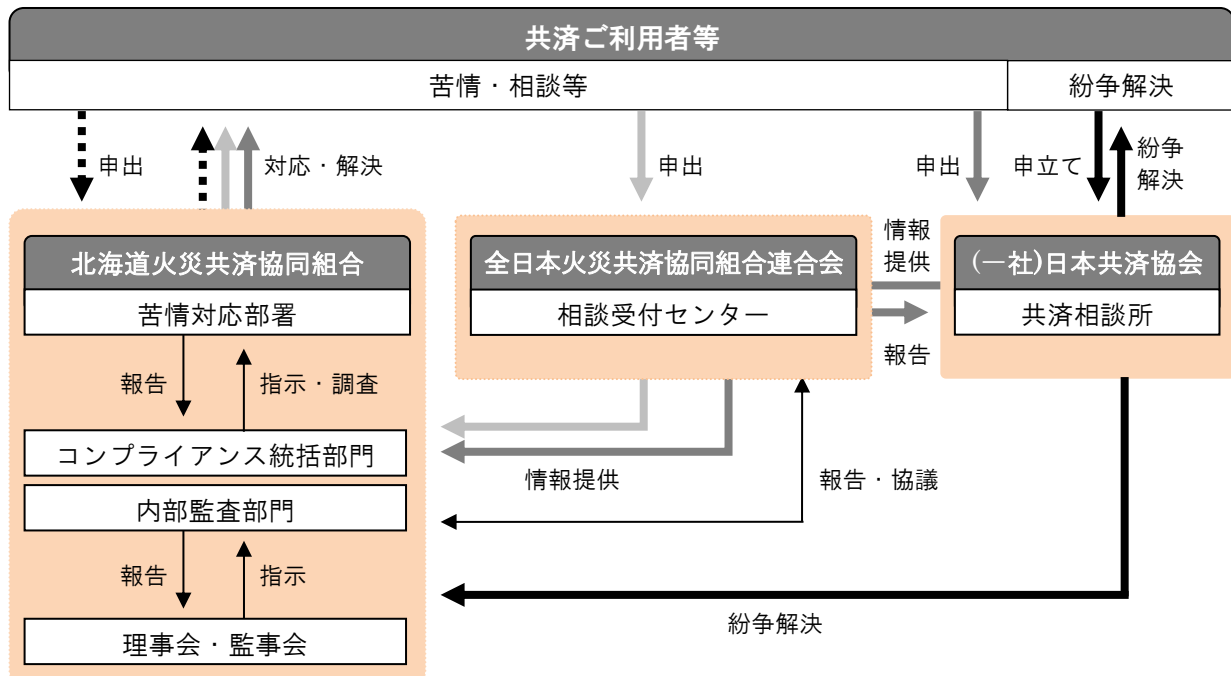 共済ご利用者等
苦情・相談等
紛争解決
申出
対応・解決
申出
申出
申立て
紛争
解決
北海道火災共済協同組合
苦情対応部署
報告
指示・調査
コンプライアンス統括部門
内部監査部門
報告
指示
理事会・監事会
全日本火災共済協同組合連合会
相談受付センター
情報
提供
報告
(一社)日本共済協会
共済相談所
情報提供
報告・協議
紛争解決